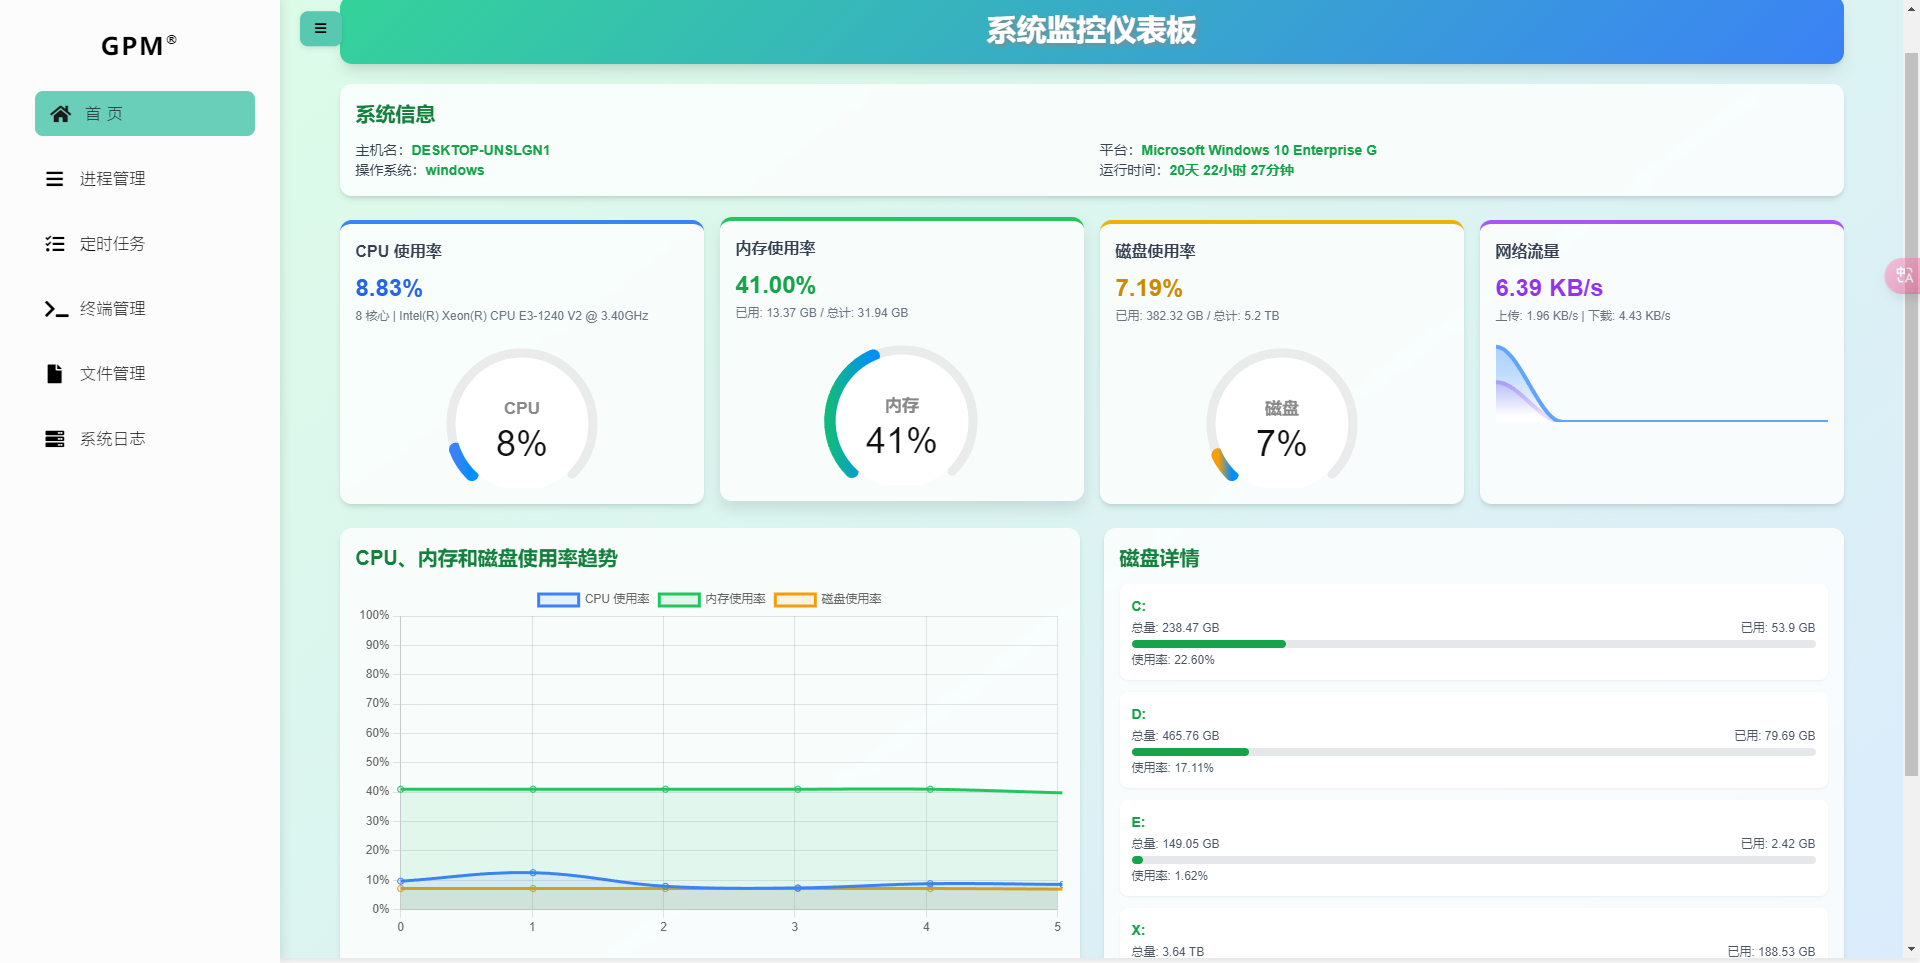 GPM®
首 页
进程管理
定时任务
终端管理
文件管理
系统日志
系统监控仪表板
系统信息
主机名: DESKTOP-UNSLGN1
平台: Microsoft Windows 10 Enterprise G
操作系统: windows
运行时间: 20天 22小时 27分钟
CPU 使用率
8.83%
8 核心 | Intel(R) Xeon(R) CPU E3-1240 V2 @ 3.40GHz
CPU
8%
内存使用率
41.00%
已用: 13.37 GB / 总计: 31.94 GB
内存
41%
磁盘使用率
7.19%
已用: 382.32 GB / 总计: 5.2 TB
磁盘
7%
网络流量
6.39 KB/s
上传: 1.96 KB/s | 下载: 4.43 KB/s
CPU、内存和磁盘使用率趋势
CPU 使用率 内存使用率 磁盘使用率
100%
90%
80%
70%
60%
50%
40%
30%
20%
10%
0%
0 1 2 3 4 5
磁盘详情
C:
总量: 238.47 GB 已用: 53.9 GB
使用率: 22.60%
D:
总量: 465.76 GB 已用: 79.69 GB
使用率: 17.11%
E:
总量: 149.05 GB 已用: 2.42 GB
使用率: 1.62%
X:
总量: 3.64 TB 已用: 188.53 GB
中A